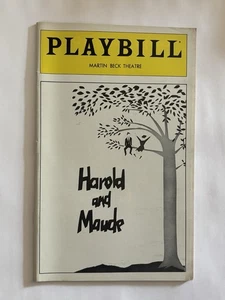 PLAYBILL
MARTIN BECK THEATRE
Harold
and
Maude